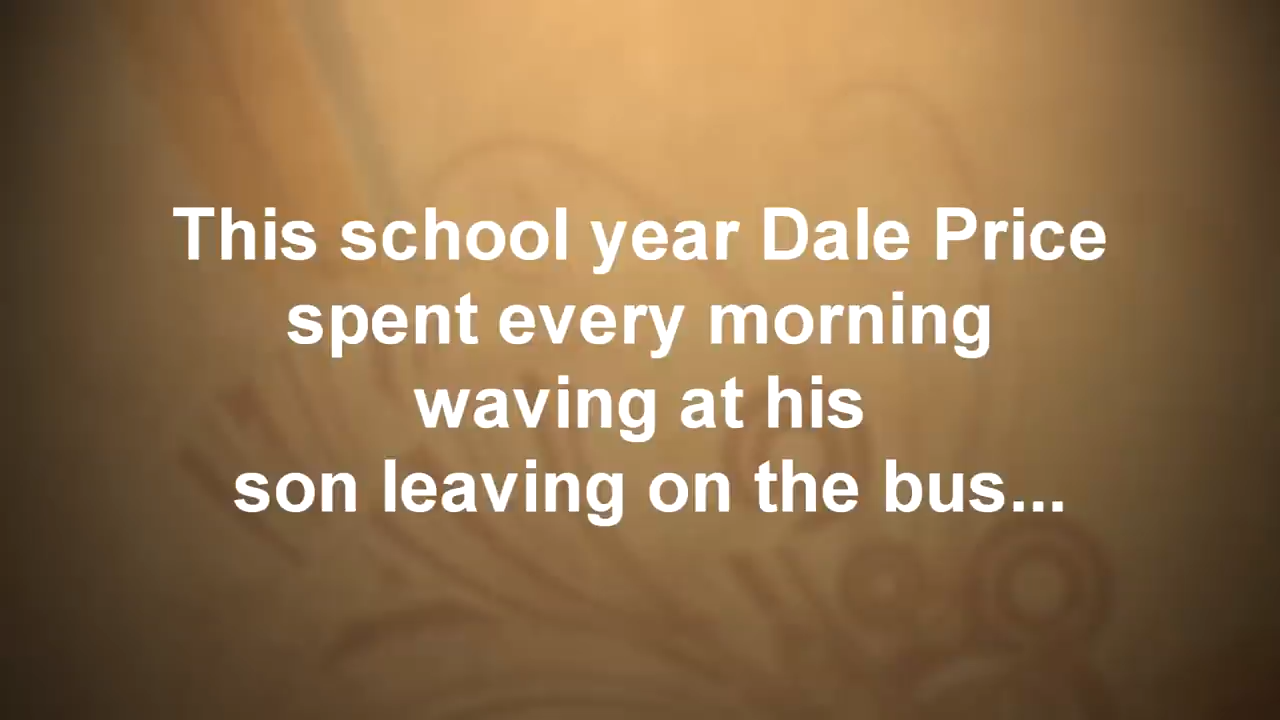 This school year Dale Price
spent every morning
waving at his
son leaving on the bus...